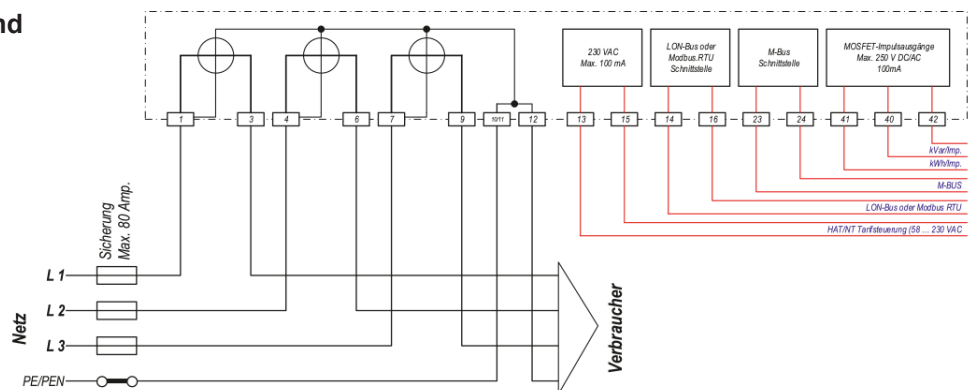 nd
230 VAC
Max. 100 mA
LON-Bus oder
Modbus.RTU
Schnittstelle
M-Bus
Schnittstelle
MOSFET-Impulsausgänge
Max. 250 V DC/AC
100mA
1
3
4
6
7
9
10/11
12
13
15
14
16
23
24
41
40
42
kVar/Imp.
kWh/Imp.
M-BUS
LON-Bus oder Modbus RTU
HAT/NT Tarifsteuerung (58 ... 230 VAC
Sicherung
Max. 80 Amp.
L 1
L 2
L 3
PE/PEN
Netz
Verbraucher